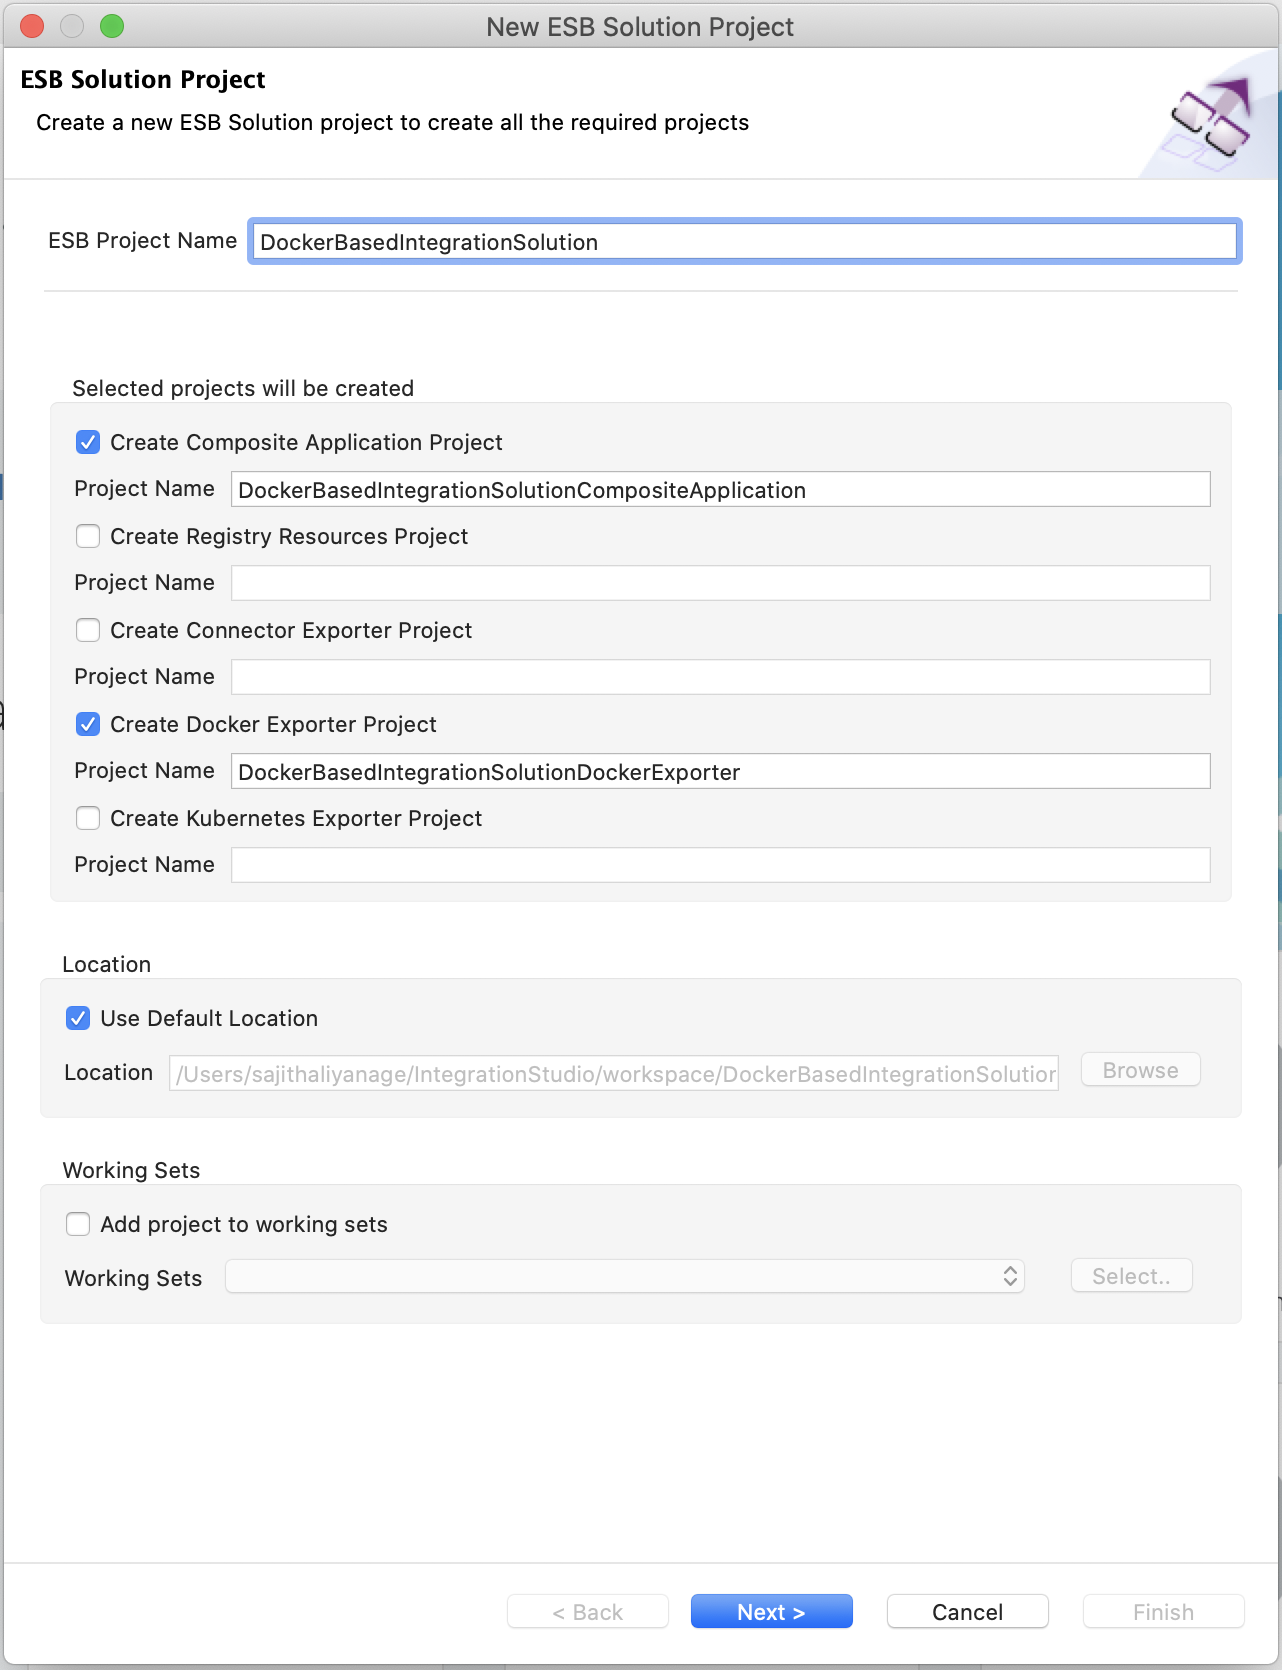 New ESB Solution Project
ESB Solution Project
Create a new ESB Solution project to create all the required projects
ESB Project Name DockerBasedIntegrationSolution
Selected projects will be created
Create Composite Application Project
Project Name DockerBasedIntegrationSolutionCompositeApplication
Create Registry Resources Project
Project Name
Create Connector Exporter Project
Project Name
Create Docker Exporter Project
Project Name DockerBasedIntegrationSolutionDockerExporter
Create Kubernetes Exporter Project
Project Name
Location
Use Default Location
Location /Users/sajithaliyanage/IntegrationStudio/workspace/DockerBasedIntegrationSolution Browse
Working Sets
Add project to working sets
Working Sets Select..
< Back Next > Cancel Finish